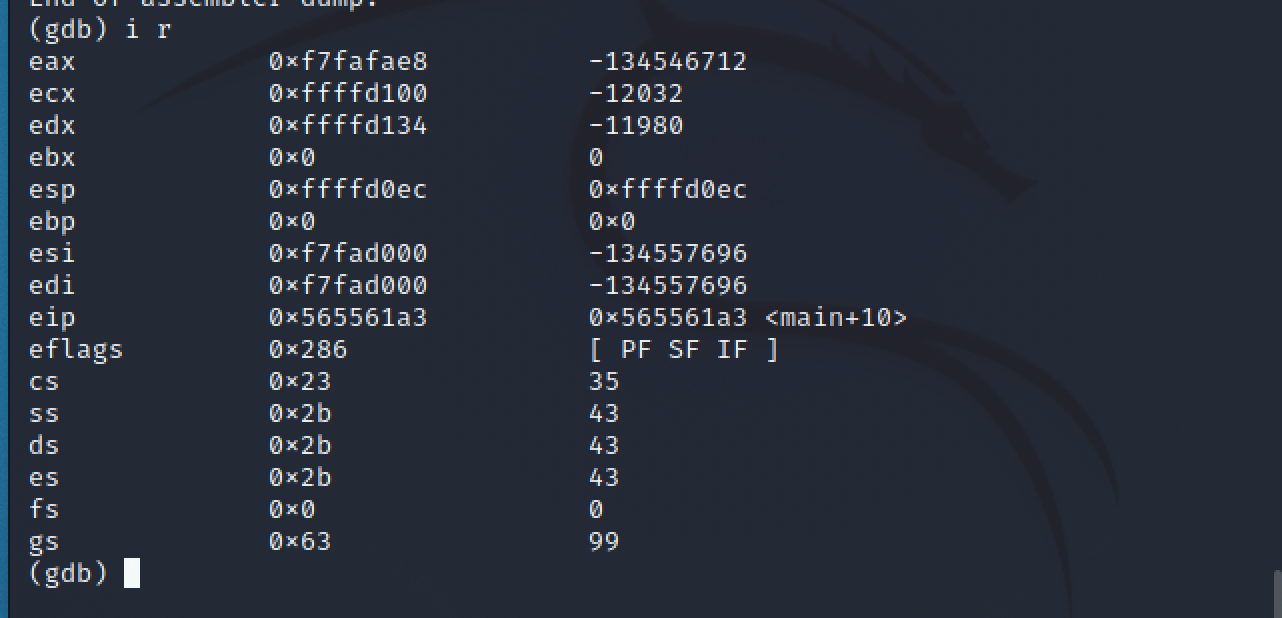 End of assembler dump.
(gdb) i r
eax 0×f7fafae8 -134546712
ecx 0×ffffd100 -12032
edx 0×ffffd134 -11980
ebx 0×0 0
esp 0×ffffd0ec 0×ffffd0ec
ebp 0×0 0×0
esi 0×f7fad000 -134557696
edi 0×f7fad000 -134557696
eip 0×565561a3 0×565561a3 <main+10>
eflags 0×286 [ PF SF IF ]
cs 0×23 35
ss 0×2b 43
ds 0×2b 43
es 0×2b 43
fs 0×0 0
gs 0×63 99
(gdb)